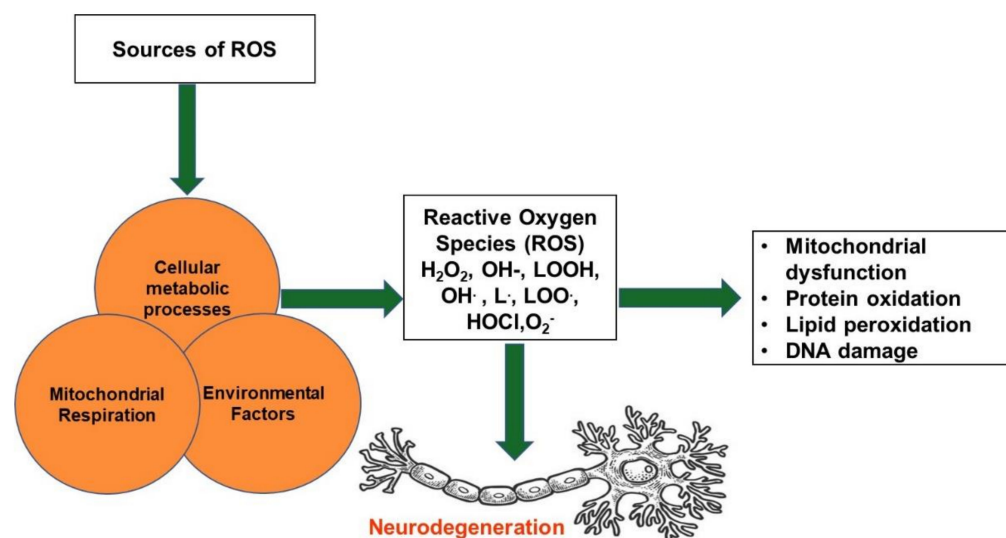 Sources of ROS
Cellular
metabolic
processes
Mitochondrial
Respiration
Environmental
Factors
Reactive Oxygen
Species (ROS)
H₂O₂, OH-, LOOH,
OH·, L·, LOO·,
HOCl,O₂⁻
• Mitochondrial
dysfunction
• Protein oxidation
• Lipid peroxidation
• DNA damage
Neurodegeneration